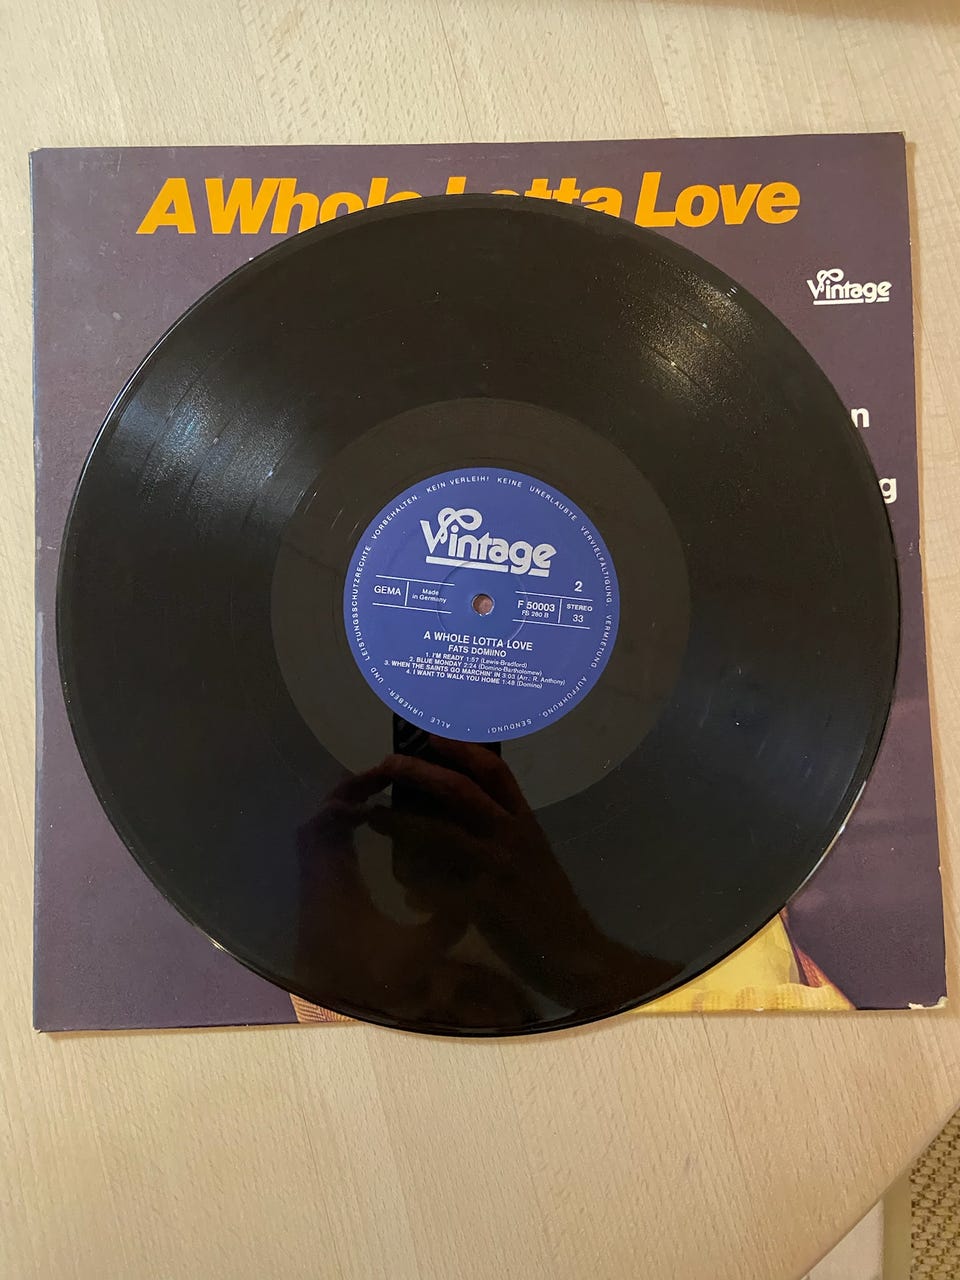 A Whole Lotta Love
Vintage
n
g
ALLE URHEBER- UND LEISTUNGSSCHUTZRECHTE VORBEHALTEN. KEIN VERLEIH! KEINE UNERLAUBTE VERVIELFÄLTIGUNG, VERMIETUNG, AUFFÜHRUNG, SENDUNG!
Vintage
2
GEMA
Made
in Germany
F 50003
FS 280 B
STEREO
33
A WHOLE LOTTA LOVE
FATS DOMINO
1. I'M READY 1:57 (Lewis-Bradford)
2. BLUE MONDAY 2:24 (Domino-Bartholomew)
3. WHEN THE SAINTS GO MARCHIN' IN 3:03 (Arr.: R. Anthony)
4. I WANT TO WALK YOU HOME 1:48 (Domino)